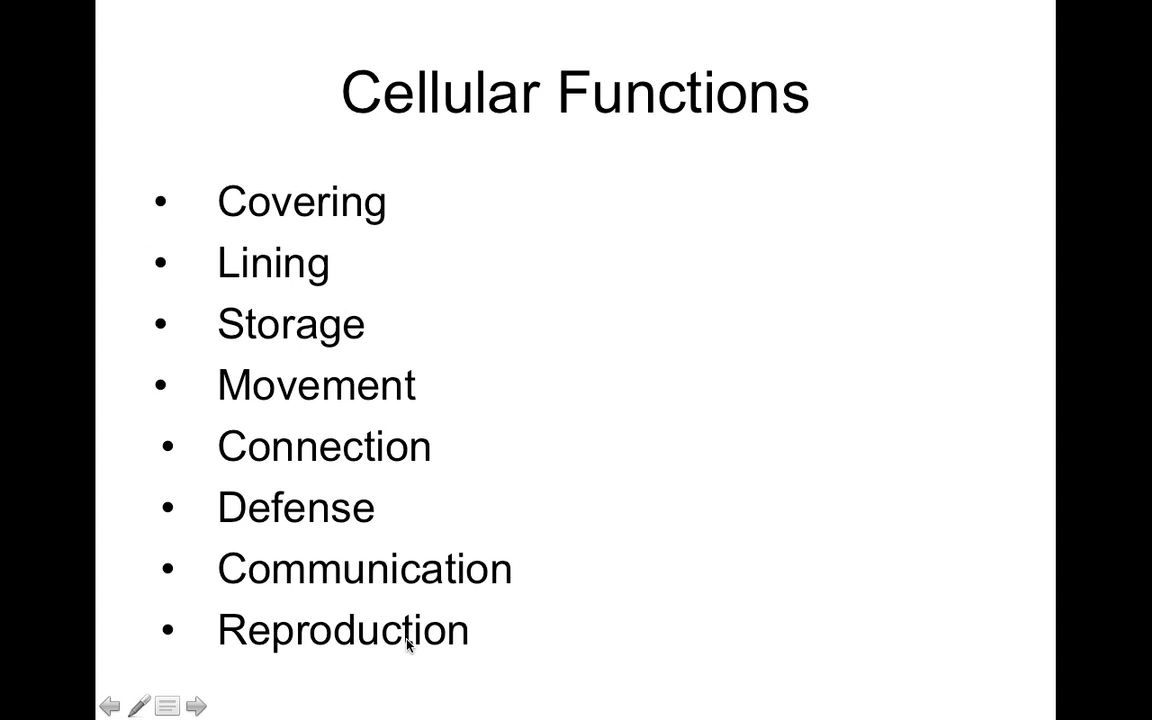 Cellular Functions
• Covering
• Lining
• Storage
• Movement
• Connection
• Defense
• Communication
• Reproduction